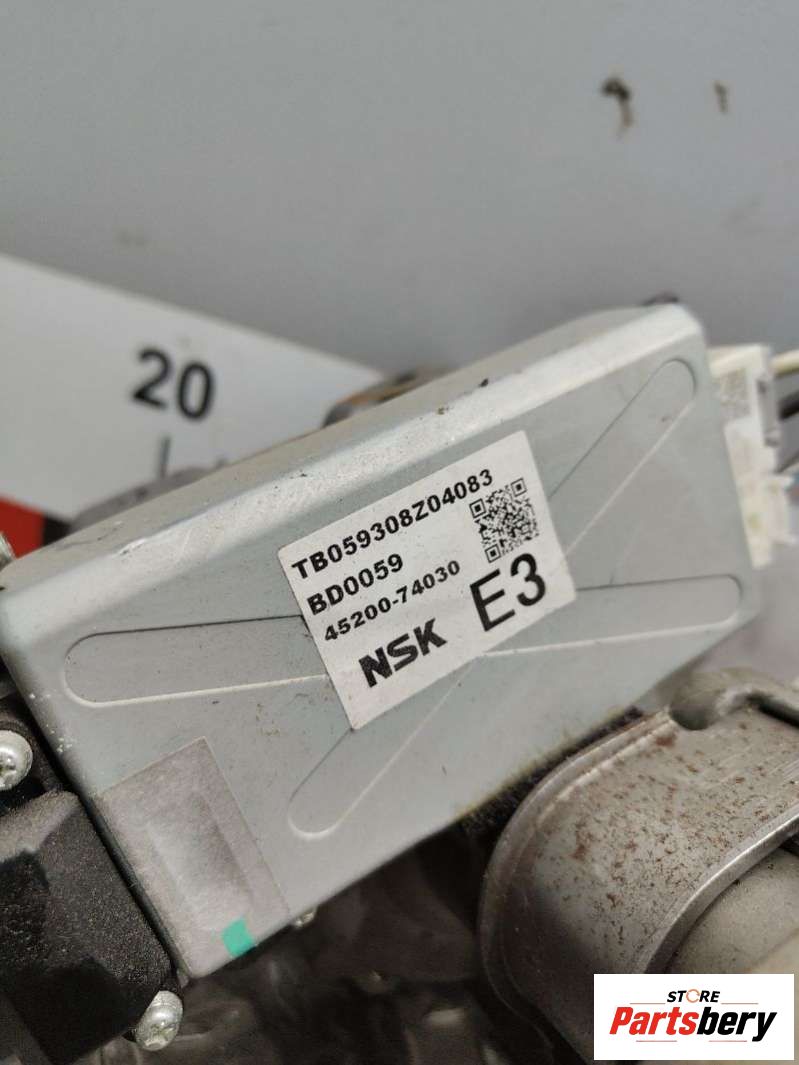 20
TB059308Z04083
BD0059
45200-74030
NSK E3
STORE
Partsbery